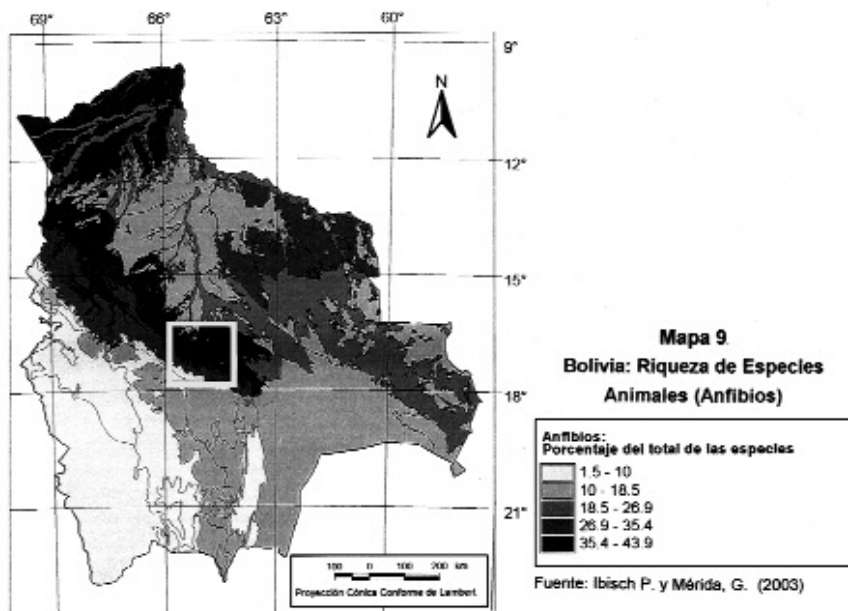 69° 66° 63° 60°
9°
12°
15°
18°
21°
N
Mapa 9.
Bolivia: Riqueza de Especies
Animales (Anfibios)
Anfibios:
Porcentaje del total de las especies
1.5 - 10
10 - 18.5
18.5 - 26.9
26.9 - 35.4
35.4 - 43.9
100 0 100 200 km
Proyección Cónica Conforme de Lambert.
Fuente: Ibisch P. y Mérida, G. (2003)